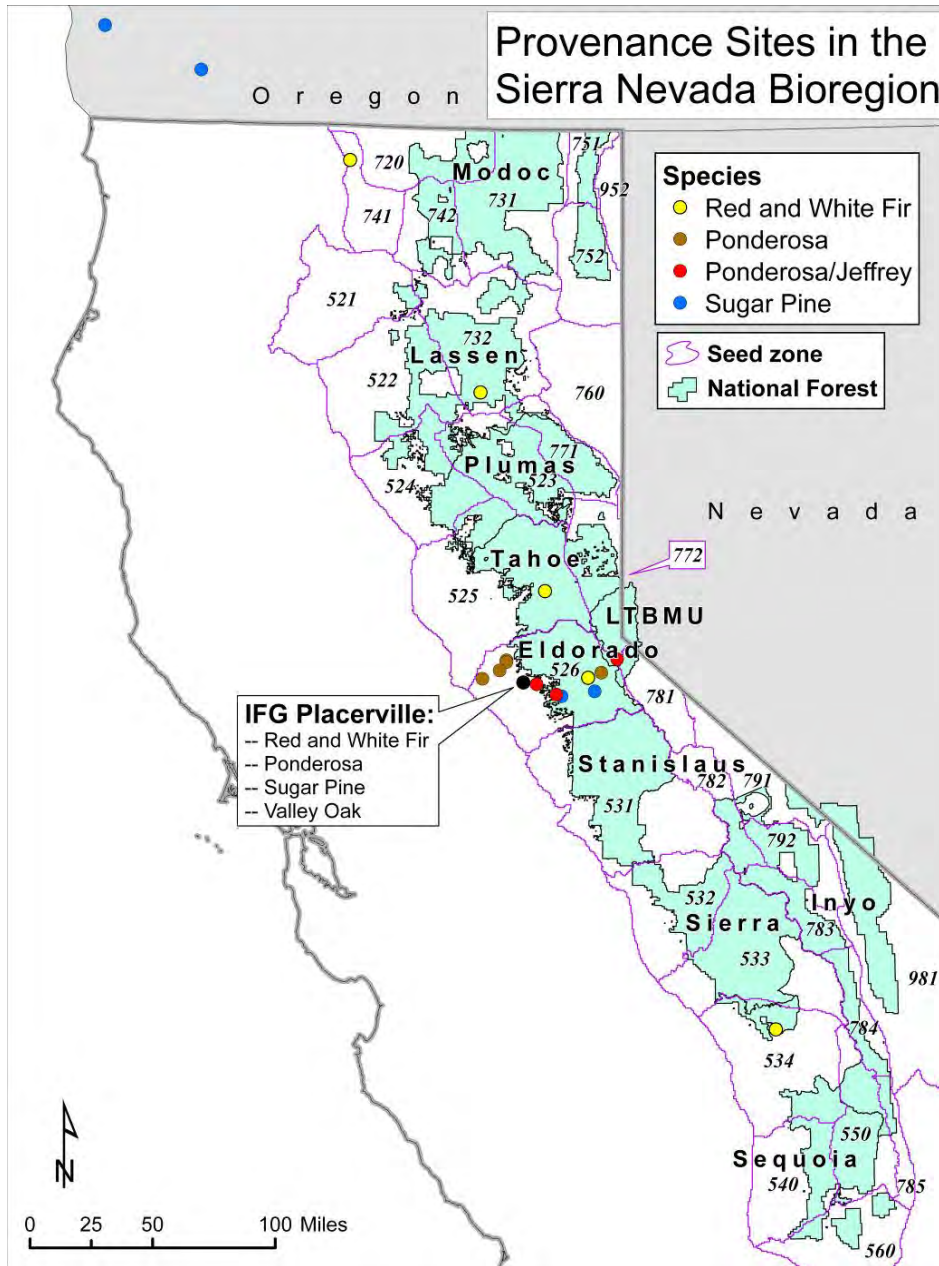 Provenance Sites in the
Sierra Nevada Bioregion
Oregon
720
Modoc
751
952
731
741
742
752
Species
Red and White Fir
Ponderosa
Ponderosa/Jeffrey
Sugar Pine
Seed zone
National Forest
521
732
Lassen
522
760
771
Plumas
523
524
Nevada
Tahoe
772
525
LTBMU
Eldorado
526
781
IFG Placerville:
-- Red and White Fir
-- Ponderosa
-- Sugar Pine
-- Valley Oak
Stanislaus
782
791
531
792
532
Inyo
Sierra
783
533
981
784
534
550
Sequoia
540
785
560
N
0 25 50 100 Miles